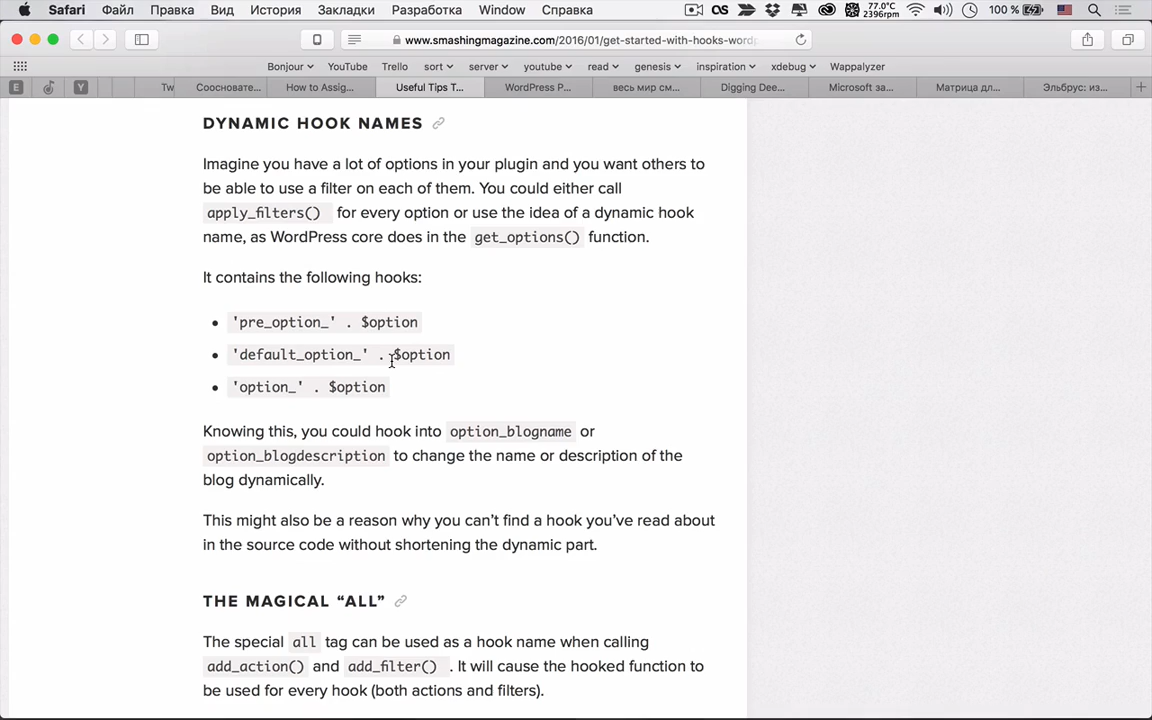 Safari Файл Правка Вид История Закладки Разработка Window Справка 77.0°C 2396rpm 100 %
www.smashingmagazine.com/2016/01/get-started-with-hooks-wordp
Bonjour YouTube Trello sort server youtube read genesis inspiration xdebug Wappalyzer
E Y Tw Соосновате... How to Assig... Useful Tips T... WordPress P... весь мир см... Digging Dee... Microsoft за... Матрица дл... Эльбрус: из...
DYNAMIC HOOK NAMES
Imagine you have a lot of options in your plugin and you want others to
be able to use a filter on each of them. You could either call
apply_filters() for every option or use the idea of a dynamic hook
name, as WordPress core does in the get_options() function.
It contains the following hooks:
• 'pre_option_' . $option
• 'default_option_' . $option
• 'option_' . $option
Knowing this, you could hook into option_blogname or
option_blogdescription to change the name or description of the
blog dynamically.
This might also be a reason why you can’t find a hook you’ve read about
in the source code without shortening the dynamic part.
THE MAGICAL “ALL”
The special all tag can be used as a hook name when calling
add_action() and add_filter() . It will cause the hooked function to
be used for every hook (both actions and filters).